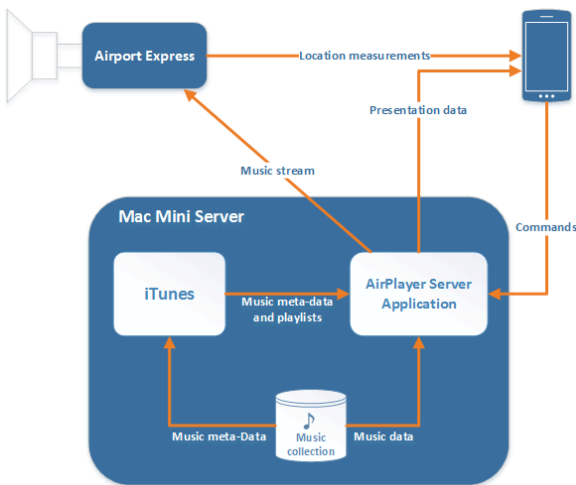 Airport Express
Location measurements
Presentation data
Music stream
Mac Mini Server
Commands
iTunes
AirPlayer Server
Application
Music meta-data
and playlists
Music meta-Data
Music
collection
Music data